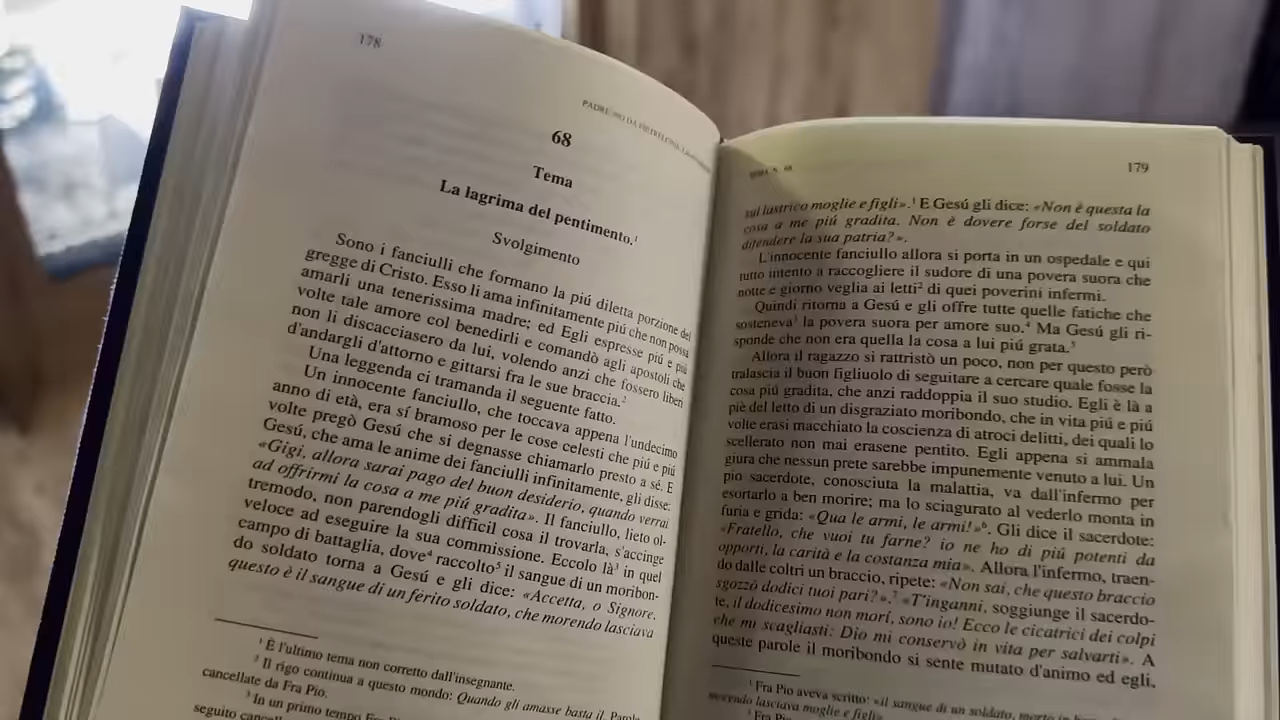 178
PADRE PIO DA PIETRELCINA:
68
Tema
La lagrima del pentimento.¹
Svolgimento
Sono i fanciulli che formano la piú diletta porzione del
gregge di Cristo. Esso li ama infinitamente piú che non possa
amarli una tenerissima madre; ed Egli espresse piú e piú
volte tale amore col benedirli e comandò agli apostoli che
non li discacciasero da lui, volendo anzi che fossero liberi
d'andargli d'attorno e gittarsi fra le sue braccia.²
Una leggenda ci tramanda il seguente fatto.
Un innocente fanciullo, che toccava appena l'undecimo
anno di età, era sí bramoso per le cose celesti che piú e piú
volte pregò Gesú che si degnasse chiamarlo presto a sé. E
Gesú, che ama le anime dei fanciulli infinitamente, gli disse:
«Gigi, allora sarai pago del buon desiderio, quando verrai
ad offrirmi la cosa a me piú gradita». Il fanciullo, lieto ol-
tremodo, non parendogli difficil cosa il trovarla, s'accinge
veloce ad eseguire la sua commissione. Eccolo là³ in quel
campo di battaglia, dove⁴ raccolto⁵ il sangue di un moribon-
do soldato torna a Gesú e gli dice: «Accetta, o Signore,
questo è il sangue di un ferito soldato, che morendo lasciava
¹ È l'ultimo tema non corretto dall'insegnante.
² Il rigo continua a questo mondo: Quando gli amasse basta il. Parole
cancellate da Fra Pio.
³ In un primo tempo Fra
seguito
TEMA N. 68
179
sul lastrico moglie e figli».¹ E Gesú gli dice: «Non è questa la
cosa a me piú gradita. Non è dovere forse del soldato
difendere la sua patria?».
L'innocente fanciullo allora si porta in un ospedale e qui
tutto intento a raccogliere il sudore di una povera suora che
notte e giorno veglia ai letti² di quei poverini infermi.
Quindi ritorna a Gesú e gli offre tutte quelle fatiche che
sosteneva³ la povera suora per amore suo.⁴ Ma Gesú gli ri-
sponde che non era quella la cosa a lui piú grata.⁵
Allora il ragazzo si rattristò un poco, non per questo però
tralascia il buon figliuolo di seguitare a cercare quale fosse la
cosa piú gradita, che anzi raddoppia il suo studio. Egli è là a
piè del letto di un disgraziato moribondo, che in vita piú e piú
volte erasi macchiato la coscienza di atroci delitti, dei quali lo
scellerato non mai erasene pentito. Egli appena si ammala
giura che nessun prete sarebbe impunemente venuto a lui. Un
pio sacerdote, conosciuta la malattia, va dall'infermo per
esortarlo a ben morire; ma lo sciagurato al vederlo monta in
furia e grida: «Qua le armi, le armi!»⁶. Gli dice il sacerdote:
«Fratello, che vuoi tu farne? io ne ho di piú potenti da
opporti, la carità e la costanza mia». Allora l'infermo, traen-
do dalle coltri un braccio, ripete: «Non sai, che questo braccio
sgozzò dodici tuoi pari?».⁷ «T'inganni, soggiunge il sacerdo-
te, il dodicesimo non morí, sono io! Ecco le cicatrici dei colpi
che mi scagliasti: Dio mi conservò in vita per salvarti». A
queste parole il moribondo si sente mutato d'animo ed egli,
¹ Fra Pio aveva scritto: «il sangue di un soldato, morto in
morendo lasciava moglie e figli»
² Fra Pio